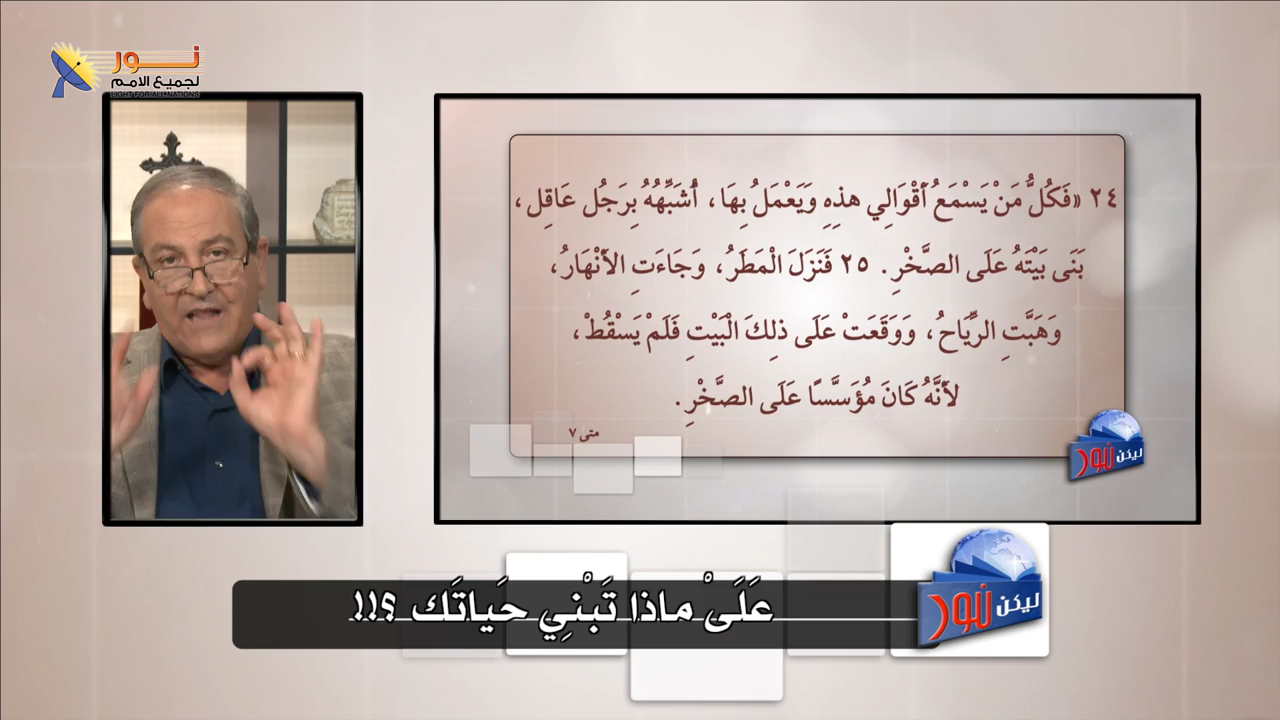 نور
لجميع الامم
LIGHT FOR ALL NATIONS
٢٤ «فَكُلُّ مَنْ يَسْمَعُ أَقْوَالِي هذِهِ وَيَعْمَلُ بِهَا، أُشَبِّهُهُ بِرَجُل عَاقِل،
بَنَى بَيْتَهُ عَلَى الصَّخْرِ. ٢٥ فَنَزَلَ الْمَطَرُ، وَجَاءَتِ الأَنْهَارُ،
وَهَبَّتِ الرِّيَاحُ، وَوَقَعَتْ عَلَى ذلِكَ الْبَيْتِ فَلَمْ يَسْقُطْ،
لأَنَّهُ كَانَ مُؤَسَّسًا عَلَى الصَّخْرِ.
متى ٧
ليكن نور
عَلَىْ ماذا تَبْنِي حَياتَك ؟!!
ليكن نور